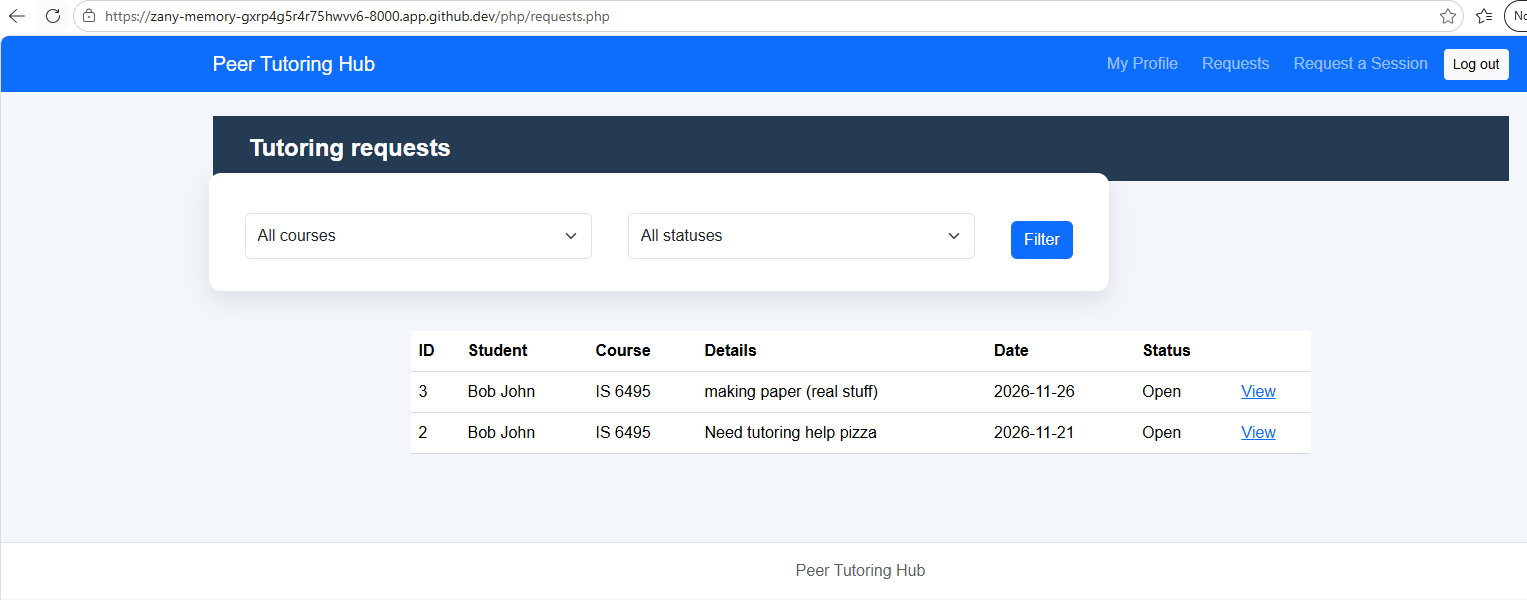 https://zany-memory-gxrp4g5r4r75hwvv6-8000.app.github.dev/php/requests.php
Peer Tutoring Hub My Profile Requests Request a Session Log out
Tutoring requests
All courses All statuses Filter
ID Student Course Details Date Status
3 Bob John IS 6495 making paper (real stuff) 2026-11-26 Open View
2 Bob John IS 6495 Need tutoring help pizza 2026-11-21 Open View
Peer Tutoring Hub